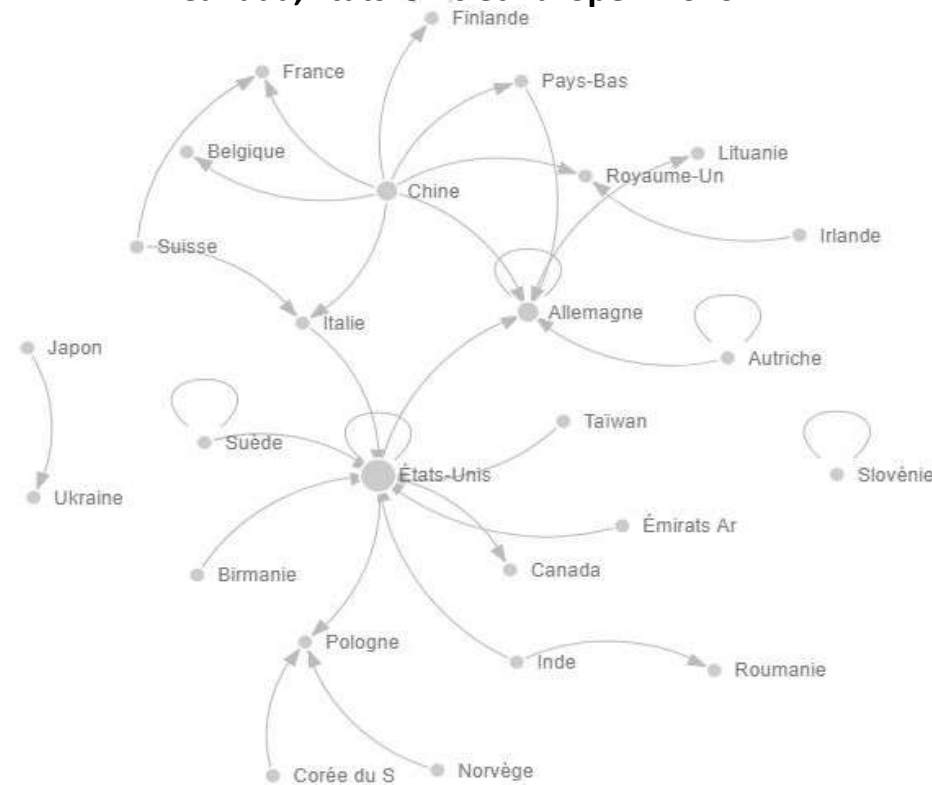 Finlande
France
Pays-Bas
Belgique
Lituanie
Royaume-Un
Chine
Irlande
Suisse
Allemagne
Italie
Japon
Autriche
Taïwan
Suède
États-Unis
Slovénie
Ukraine
Émirats Ar
Birmanie
Canada
Pologne
Inde
Roumanie
Corée du S
Norvège